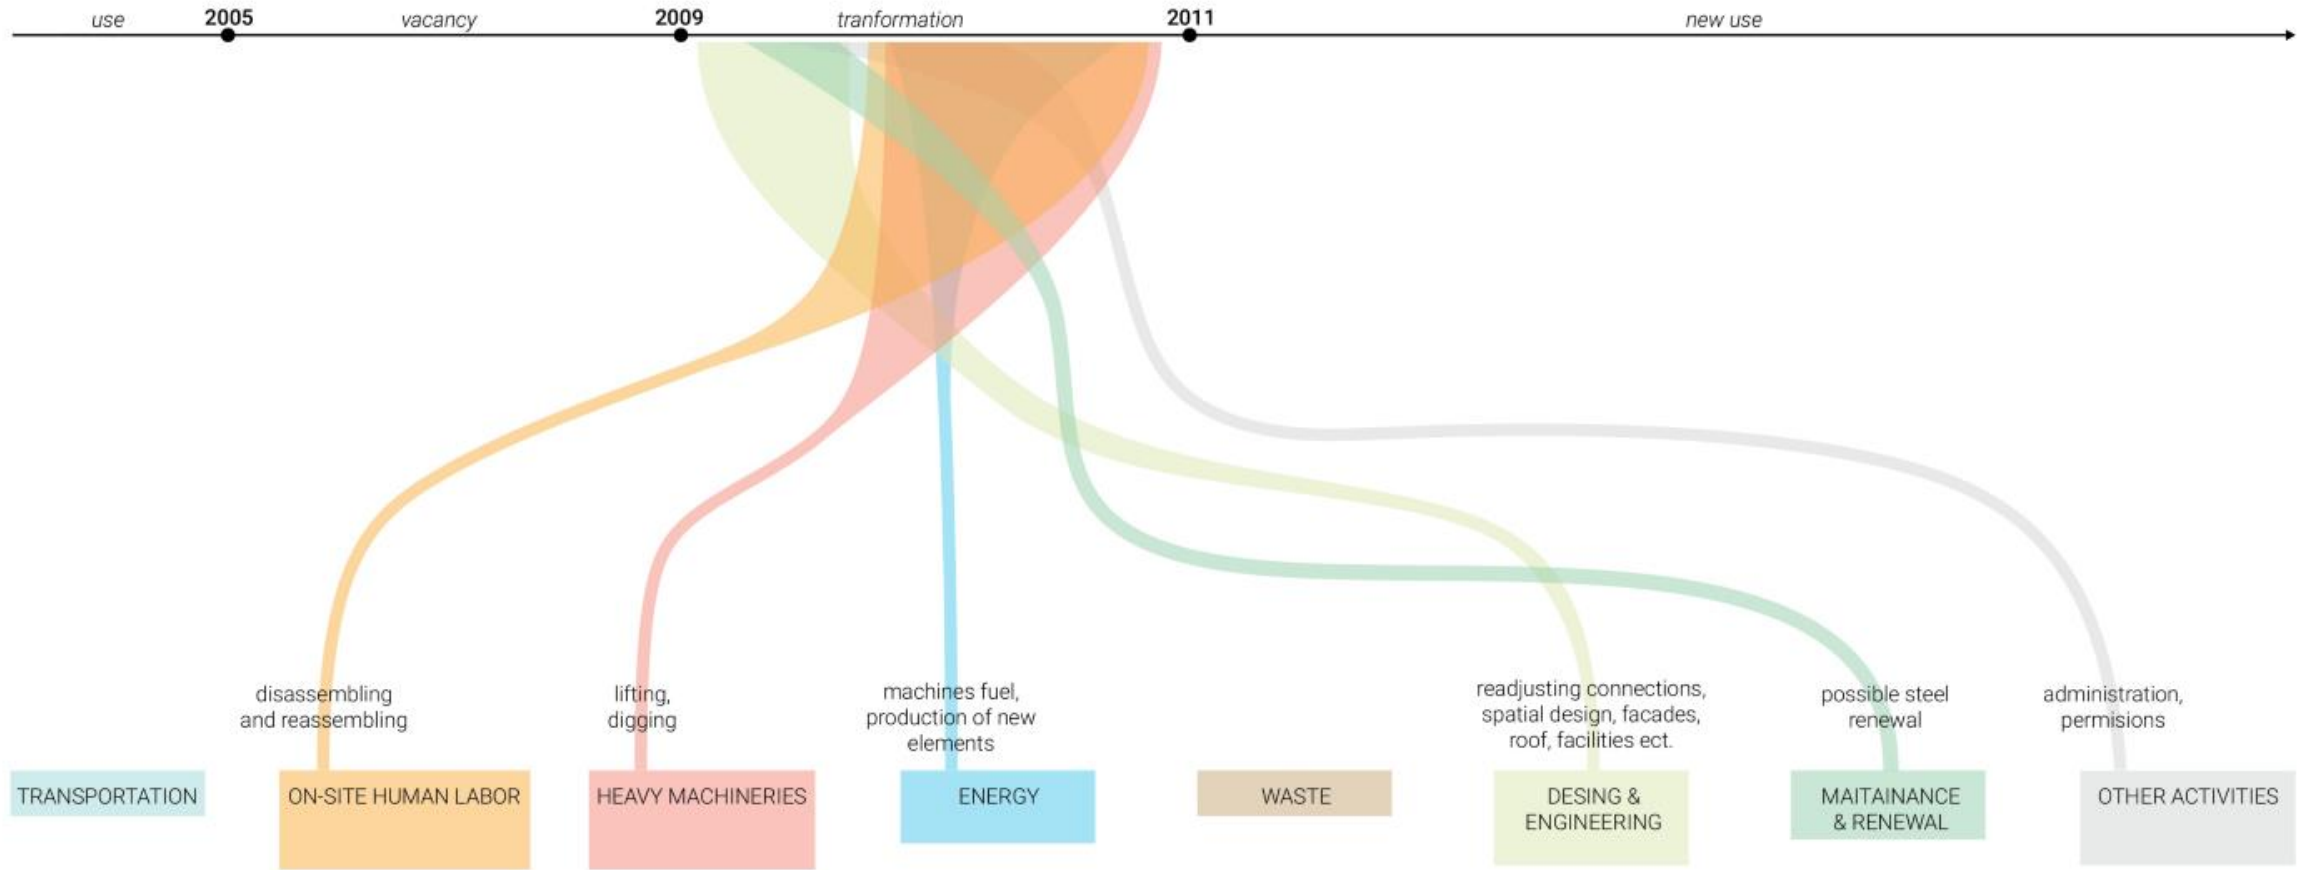 use 2005 vacancy 2009 tranformation 2011 new use
disassembling
and reassembling
lifting,
digging
machines fuel,
production of new
elements
readjusting connections,
spatial design, facades,
roof, facilities ect.
possible steel
renewal
administration,
permisions
TRANSPORTATION
ON-SITE HUMAN LABOR
HEAVY MACHINERIES
ENERGY
WASTE
DESING &
ENGINEERING
MAITAINANCE
& RENEWAL
OTHER ACTIVITIES